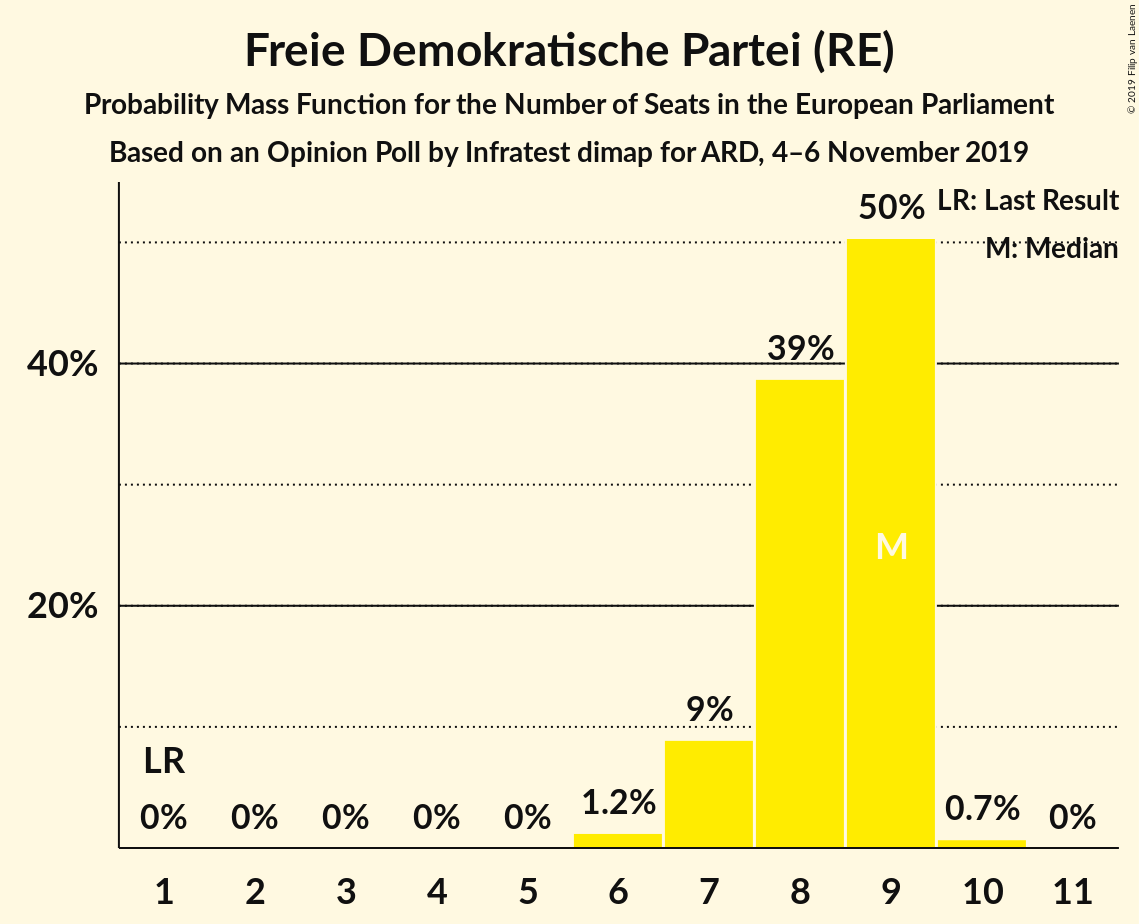 Freie Demokratische Partei (RE)
Probability Mass Function for the Number of Seats in the European Parliament
Based on an Opinion Poll by Infratest dimap for ARD, 4–6 November 2019
© 2019 Filip van Laenen
LR: Last Result
M: Median
50%
39%
40%
M
20%
9%
LR
0% 0% 0% 0% 0% 1.2% 0.7% 0%
1 2 3 4 5 6 7 8 9 10 11